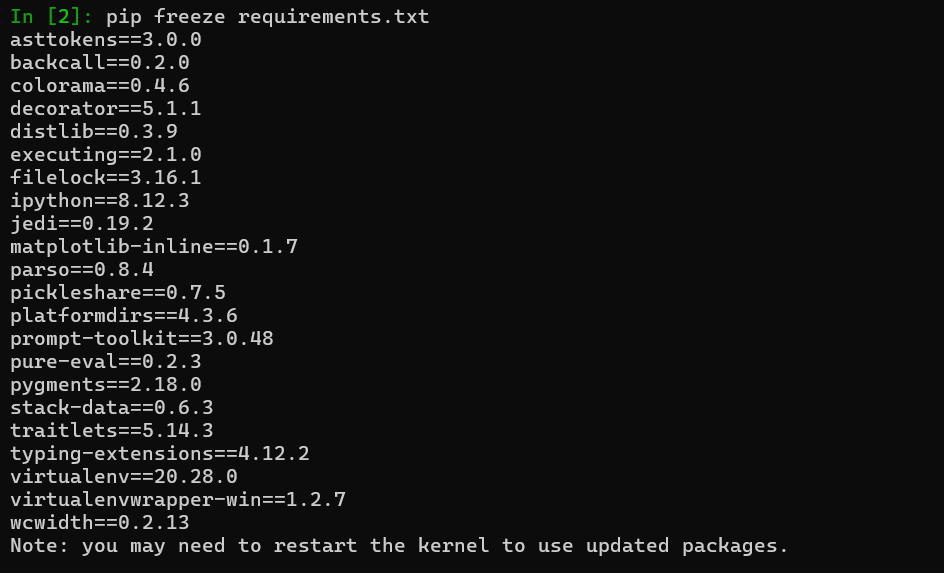 In [2]: pip freeze requirements.txt
asttokens==3.0.0
backcall==0.2.0
colorama==0.4.6
decorator==5.1.1
distlib==0.3.9
executing==2.1.0
filelock==3.16.1
ipython==8.12.3
jedi==0.19.2
matplotlib-inline==0.1.7
parso==0.8.4
pickleshare==0.7.5
platformdirs==4.3.6
prompt-toolkit==3.0.48
pure-eval==0.2.3
pygments==2.18.0
stack-data==0.6.3
traitlets==5.14.3
typing-extensions==4.12.2
virtualenv==20.28.0
virtualenvwrapper-win==1.2.7
wcwidth==0.2.13
Note: you may need to restart the kernel to use updated packages.